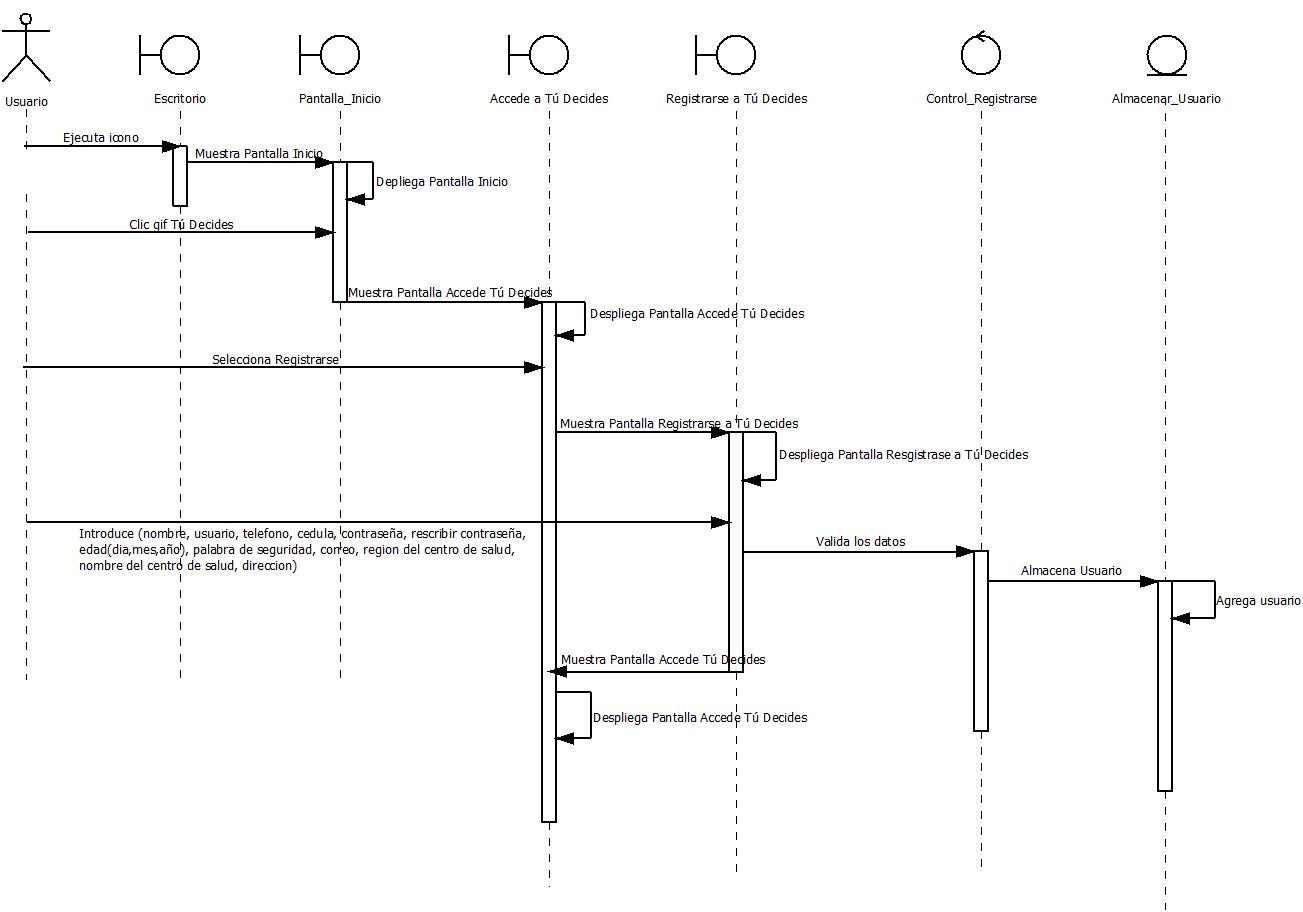 Usuario
Escritorio
Pantalla_Inicio
Accede a Tú Decides
Registrarse a Tú Decides
Control_Registrarse
Almacenar_Usuario
Ejecuta icono
Muestra Pantalla Inicio
Depliega Pantalla Inicio
Clic gif Tú Decides
Muestra Pantalla Accede Tú Decides
Despliega Pantalla Accede Tú Decides
Selecciona Registrarse
Muestra Pantalla Registrarse a Tú Decides
Despliega Pantalla Resgistrase a Tú Decides
Introduce (nombre, usuario, telefono, cedula, contraseña, rescribir contraseña,
edad(dia,mes,año), palabra de seguridad, correo, region del centro de salud,
nombre del centro de salud, direccion)
Valida los datos
Almacena Usuario
Agrega usuario
Muestra Pantalla Accede Tú Decides
Despliega Pantalla Accede Tú Decides